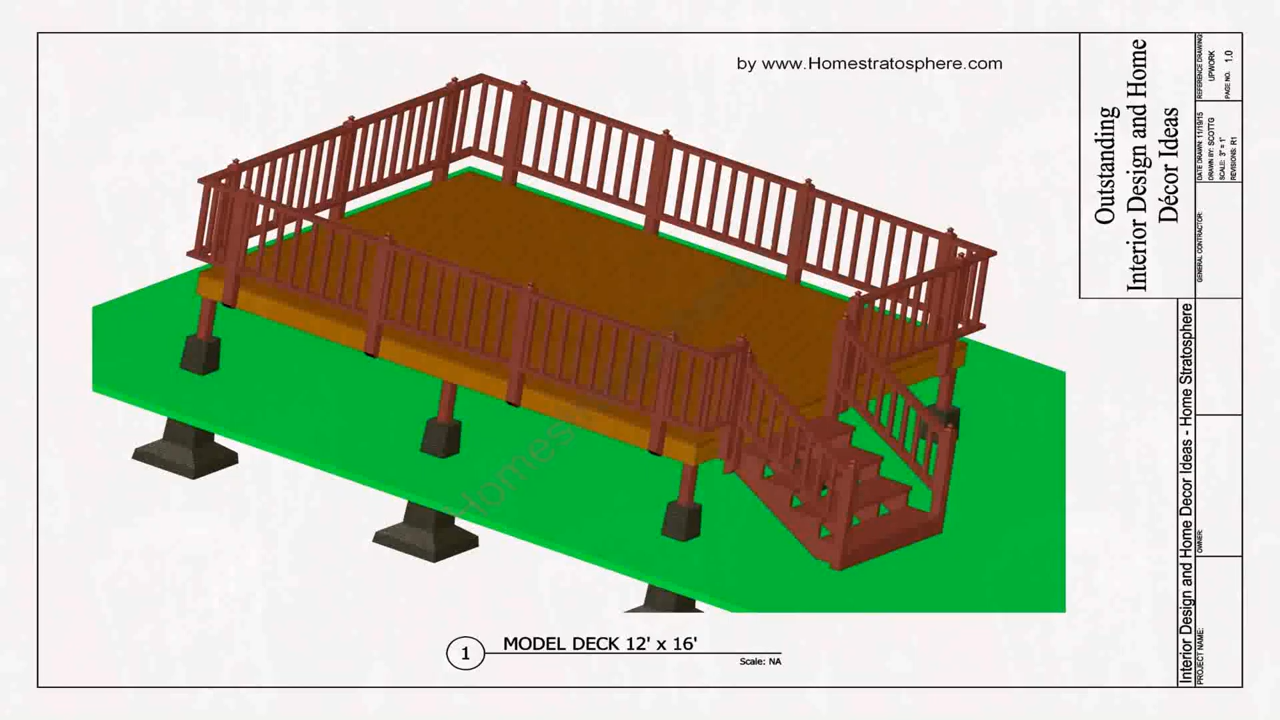 by www.Homestratosphere.com
Outstanding
Interior Design and Home
Décor Ideas
REFERENCE DRAWING:
UPWORK
PAGE NO. 1.0
DATE DRAWN: 11/19/15
DRAWN BY: SCOTTG
SCALE: 3" = 1'
REVISIONS: R1
GENERAL CONTRACTOR:
Interior Design and Home Decor Ideas - Home Stratosphere
OWNER:
PROJECT NAME:
Homes
1
MODEL DECK 12' x 16'
Scale: NA